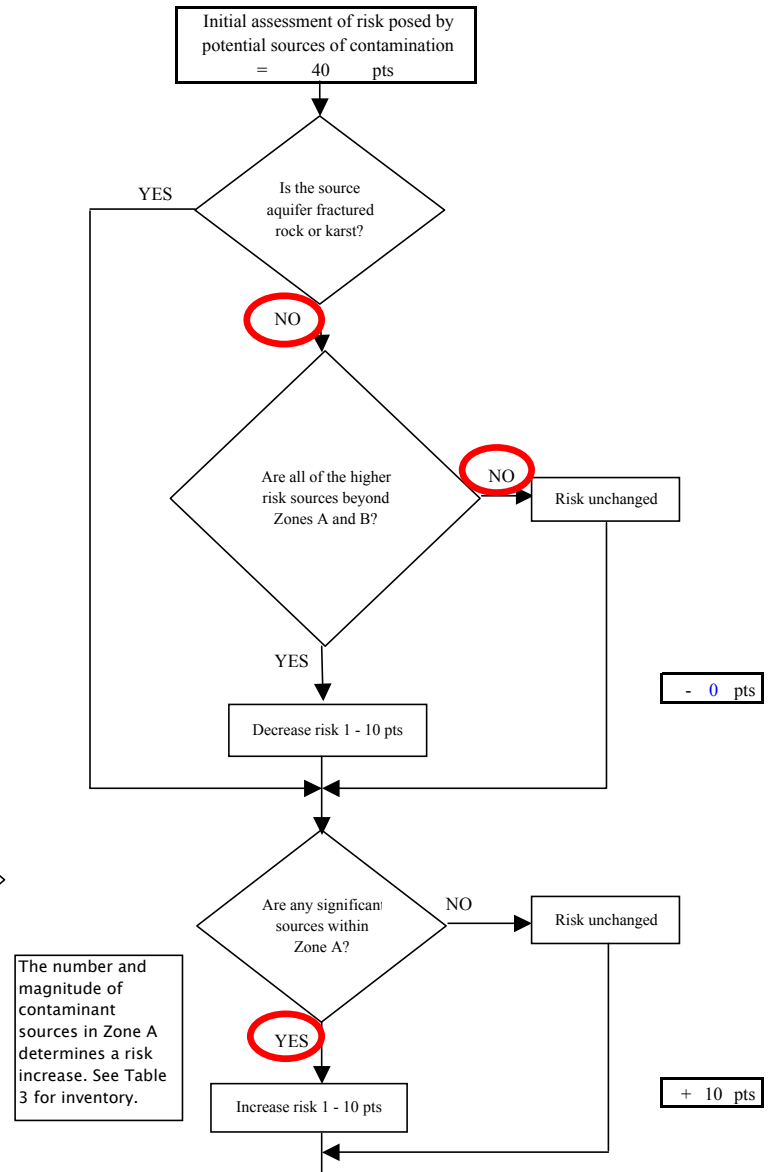 Initial assessment of risk posed by
potential sources of contamination
= 40 pts
YES
Is the source
aquifer fractured
rock or karst?
NO
Are all of the higher
risk sources beyond
Zones A and B?
NO
Risk unchanged
YES
- 0 pts
Decrease risk 1 - 10 pts
Are any significant
sources within
Zone A?
NO
Risk unchanged
The number and
magnitude of
contaminant
sources in Zone A
determines a risk
increase. See Table
3 for inventory.
YES
Increase risk 1 - 10 pts
+ 10 pts